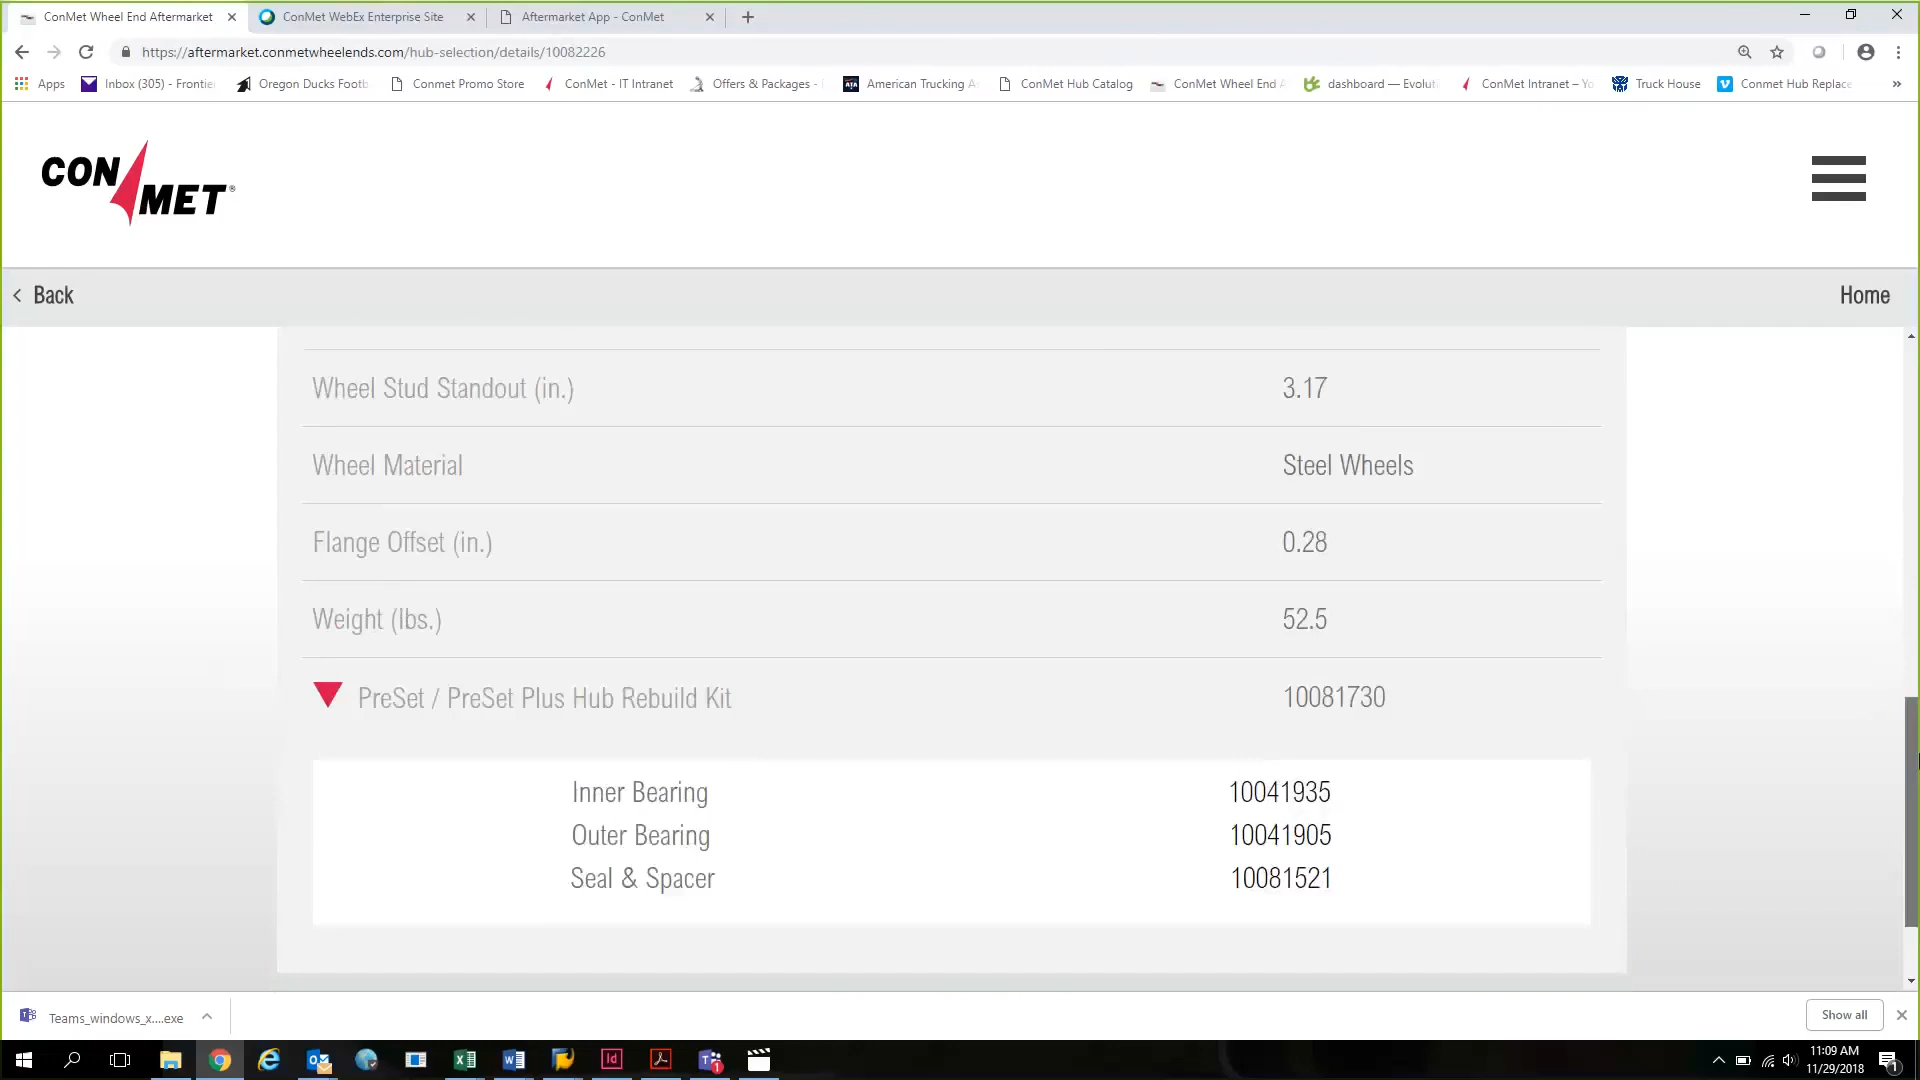 ConMet Wheel End Aftermarket
ConMet WebEx Enterprise Site
Aftermarket App - ConMet
https://aftermarket.conmetwheelends.com/hub-selection/details/10082226
Apps
Inbox (305) - Frontier
Oregon Ducks Footb
Conmet Promo Store
ConMet - IT Intranet
Offers & Packages -
American Trucking A
ConMet Hub Catalog
ConMet Wheel End A
dashboard — Evolut
ConMet Intranet – Yo
Truck House
Conmet Hub Replace
»
CONMET®
< Back
Home
Wheel Stud Standout (in.) 3.17
Wheel Material Steel Wheels
Flange Offset (in.) 0.28
Weight (lbs.) 52.5
PreSet / PreSet Plus Hub Rebuild Kit 10081730
Inner Bearing 10041935
Outer Bearing 10041905
Seal & Spacer 10081521
Teams_windows_x....exe
Show all
11:09 AM
11/29/2018